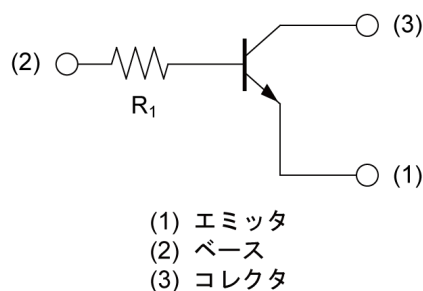 (3)
(2)
R1
(1)
(1) エミッタ
(2) ベース
(3) コレクタ